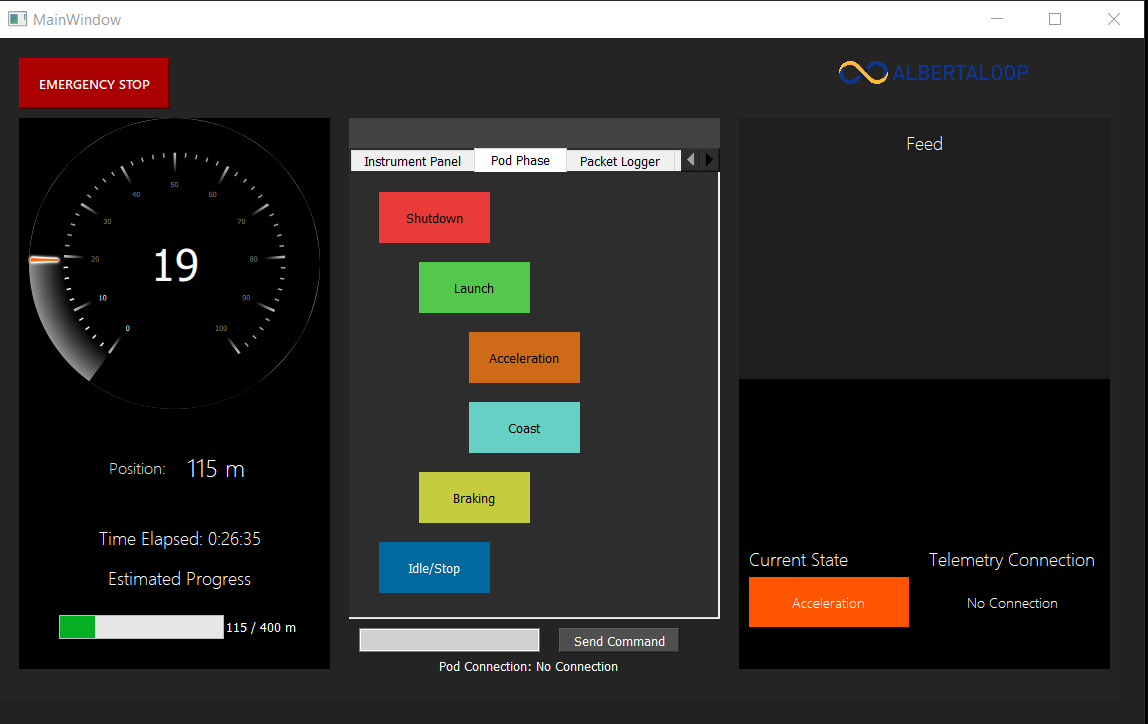 MainWindow
EMERGENCY STOP
ALBERTALOOP
50
40
60
30
70
19
20
80
10
90
0
100
Position: 115 m
Time Elapsed: 0:26:35
Estimated Progress
115 / 400 m
Instrument Panel
Pod Phase
Packet Logger
Shutdown
Launch
Acceleration
Coast
Braking
Idle/Stop
Send Command
Pod Connection: No Connection
Feed
Current State
Telemetry Connection
Acceleration
No Connection